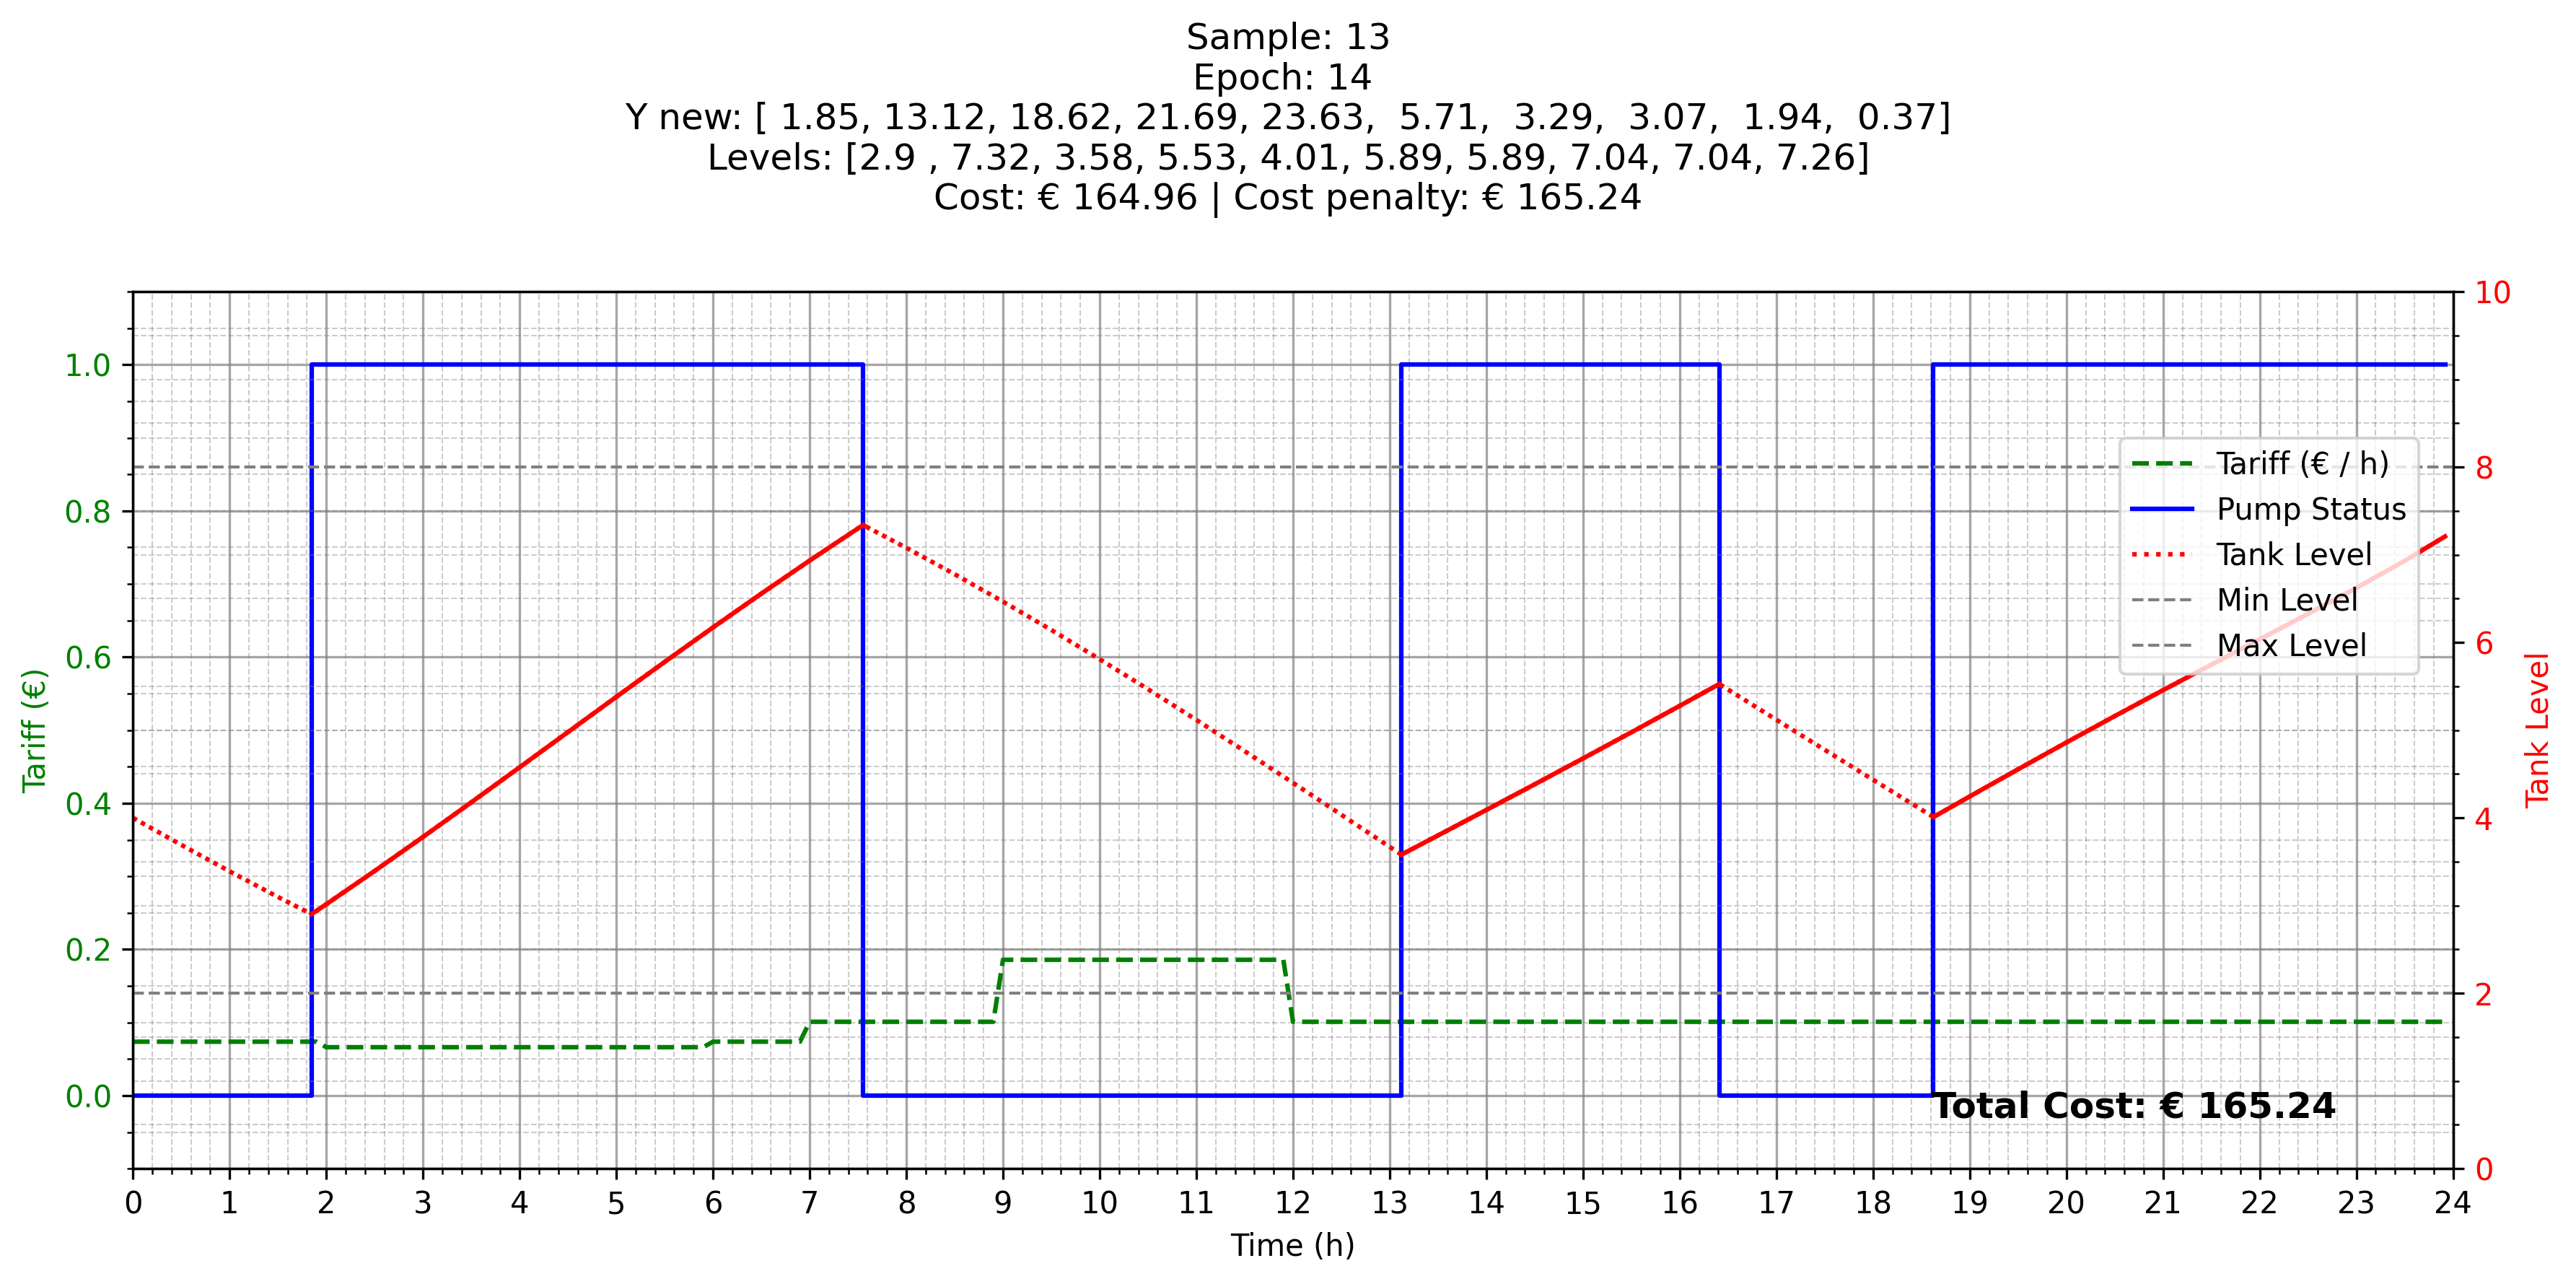 Sample: 13
Epoch: 14
Y new: [ 1.85, 13.12, 18.62, 21.69, 23.63,  5.71,  3.29,  3.07,  1.94,  0.37]
Levels: [2.9 , 7.32, 3.58, 5.53, 4.01, 5.89, 5.89, 7.04, 7.04, 7.26]
Cost: € 164.96 | Cost penalty: € 165.24
1.0
0.8
0.6
0.4
0.2
0.0
Tariff (€)
10
8
6
4
2
0
Tank Level
Tariff (€ / h)
Pump Status
Tank Level
Min Level
Max Level
Total Cost: € 165.24
0 1 2 3 4 5 6 7 8 9 10 11 12 13 14 15 16 17 18 19 20 21 22 23 24
Time (h)